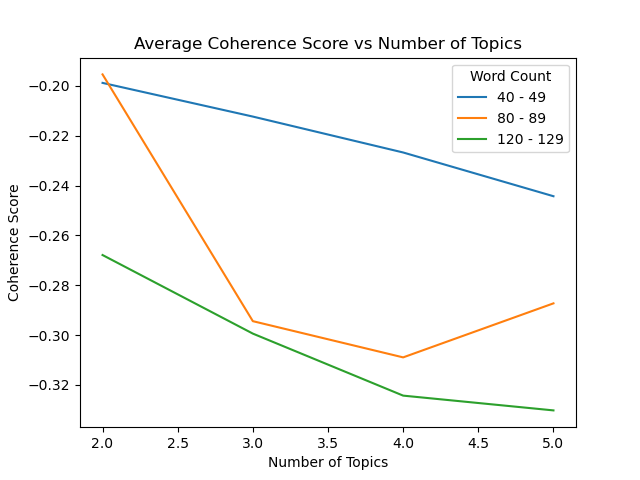 Average Coherence Score vs Number of Topics
Word Count
40 - 49
80 - 89
120 - 129
Coherence Score
−0.20
−0.22
−0.24
−0.26
−0.28
−0.30
−0.32
2.0 2.5 3.0 3.5 4.0 4.5 5.0
Number of Topics